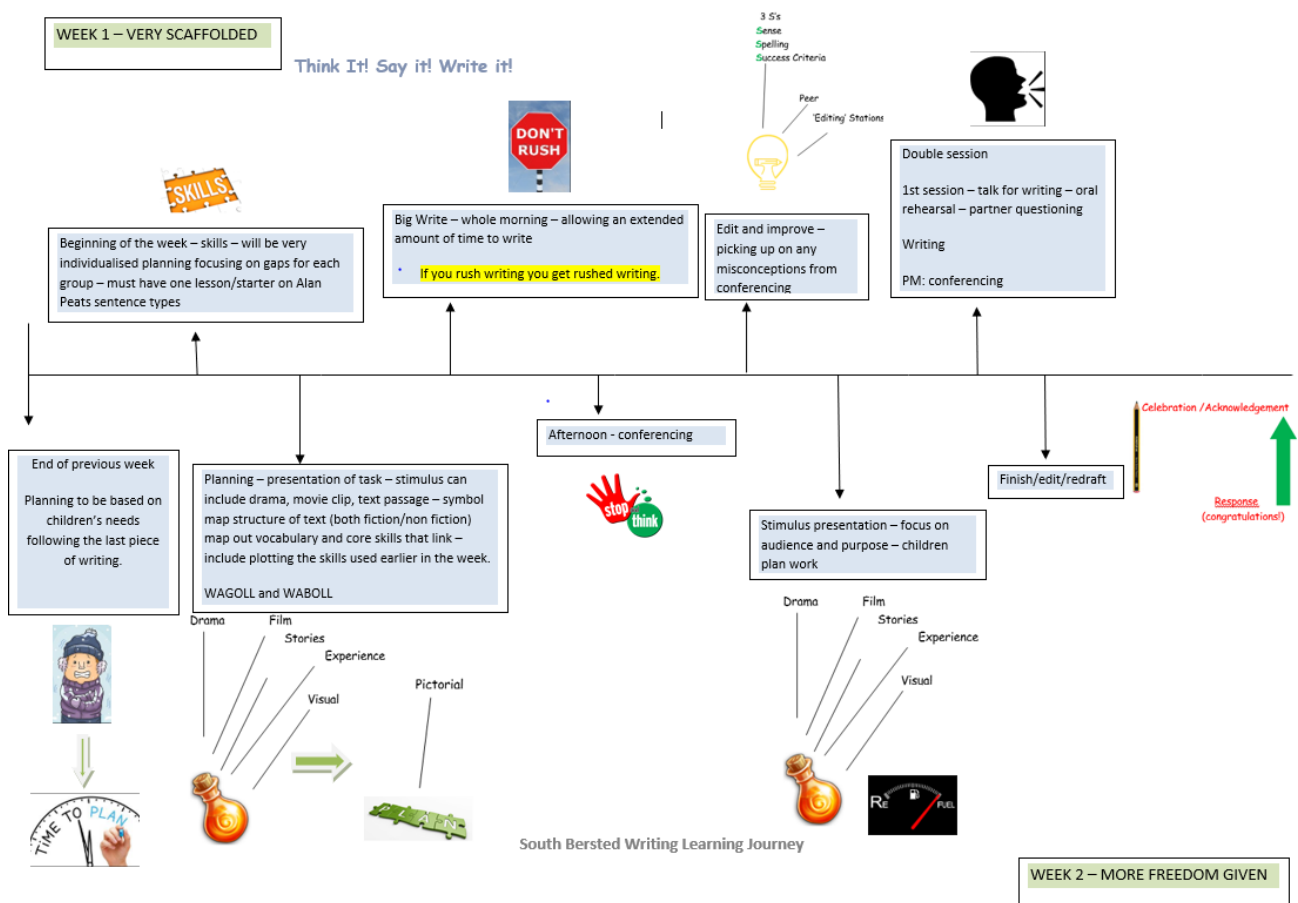 WEEK 1 – VERY SCAFFOLDED
Think It! Say it! Write it!
3 S's
Sense
Spelling
Success Criteria
Peer
'Editing' Stations
DON'T
RUSH
SKILLS
Beginning of the week – skills – will be very
individualised planning focusing on gaps for each
group – must have one lesson/starter on Alan
Peats sentence types
Big Write – whole morning – allowing an extended
amount of time to write
If you rush writing you get rushed writing.
Edit and improve –
picking up on any
misconceptions from
conferencing
Double session
1st session – talk for writing – oral
rehearsal – partner questioning
Writing
PM: conferencing
End of previous week
Planning to be based on
children's needs
following the last piece
of writing.
Planning – presentation of task – stimulus can
include drama, movie clip, text passage – symbol
map structure of text (both fiction/non fiction)
map out vocabulary and core skills that link –
include plotting the skills used earlier in the week.
WAGOLL and WABOLL
Afternoon - conferencing
stop
think
Stimulus presentation – focus on
audience and purpose – children
plan work
Finish/edit/redraft
Celebration /Acknowledgement
Response
(congratulations!)
Drama
Film
Stories
Experience
Visual
Pictorial
Drama
Film
Stories
Experience
Visual
TIME TO PLAN
PLAN
RE FUEL
South Bersted Writing Learning Journey
WEEK 2 – MORE FREEDOM GIVEN